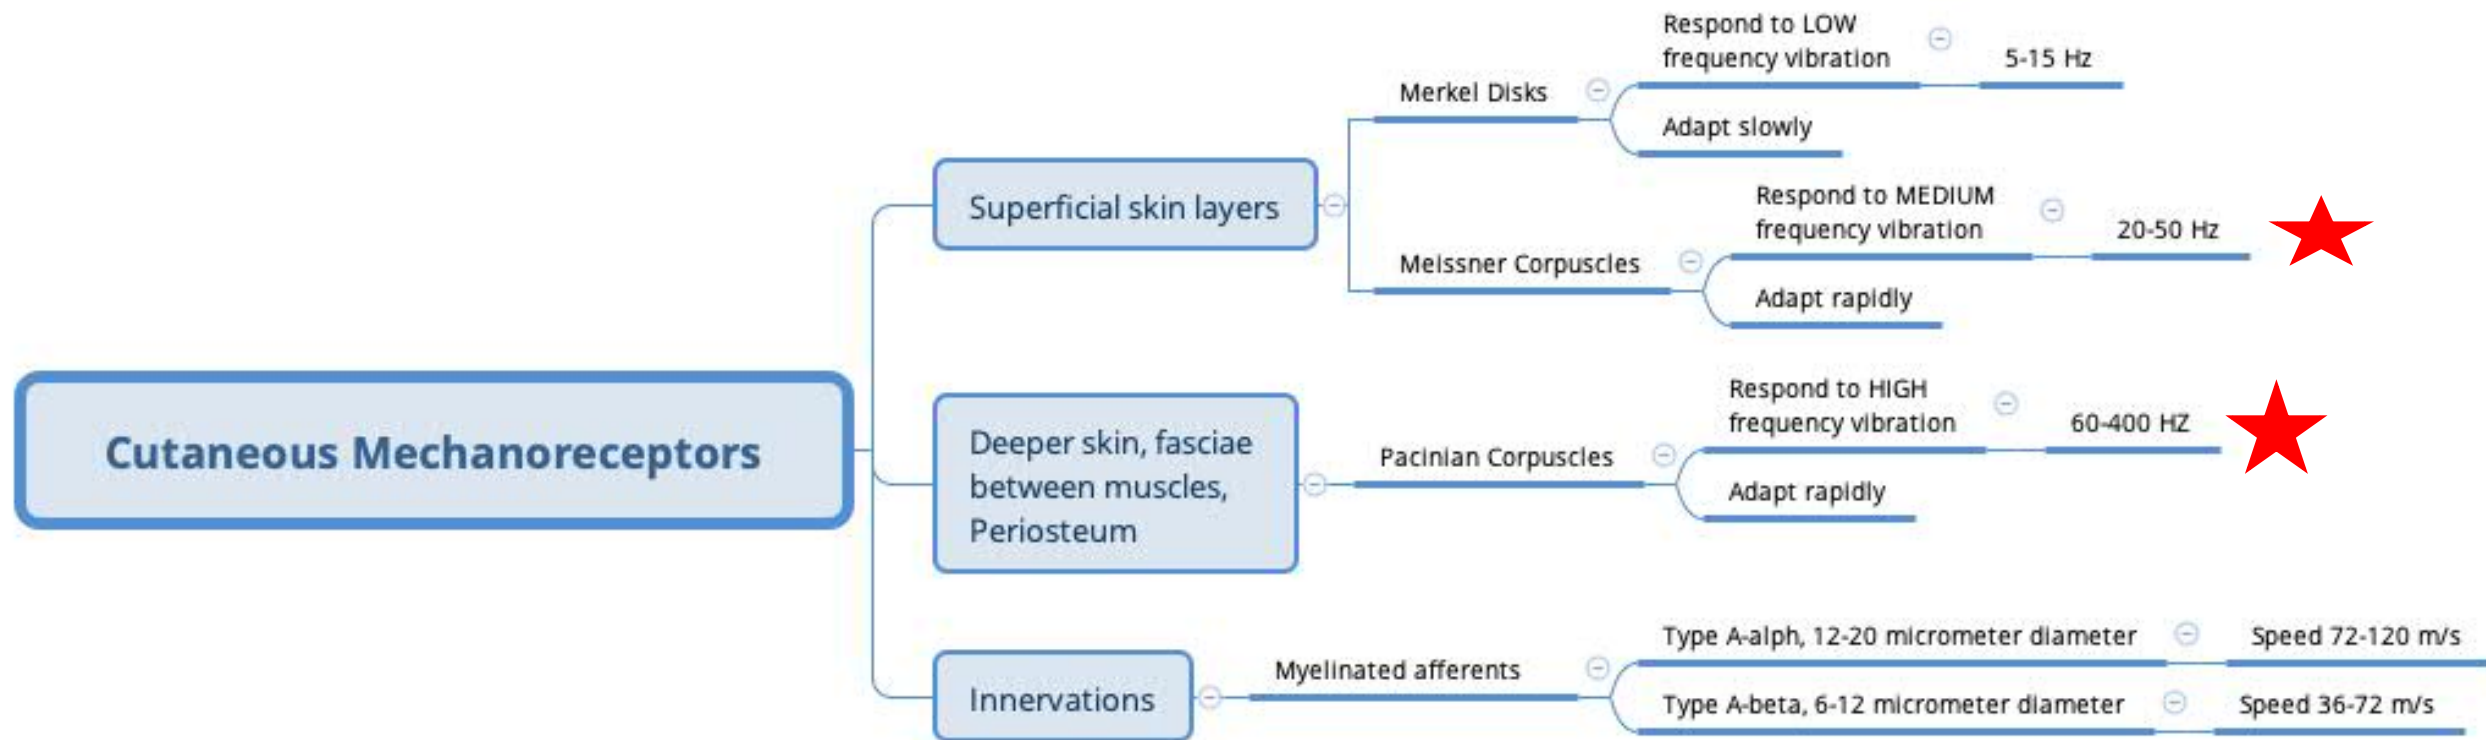 Respond to LOW
frequency vibration
5-15 Hz
Merkel Disks
Adapt slowly
Superficial skin layers
Respond to MEDIUM
frequency vibration
20-50 Hz
Meissner Corpuscles
Adapt rapidly
Cutaneous Mechanoreceptors
Deeper skin, fasciae
between muscles,
Periosteum
Respond to HIGH
frequency vibration
60-400 HZ
Pacinian Corpuscles
Adapt rapidly
Innervations
Myelinated afferents
Type A-alph, 12-20 micrometer diameter
Speed 72-120 m/s
Type A-beta, 6-12 micrometer diameter
Speed 36-72 m/s